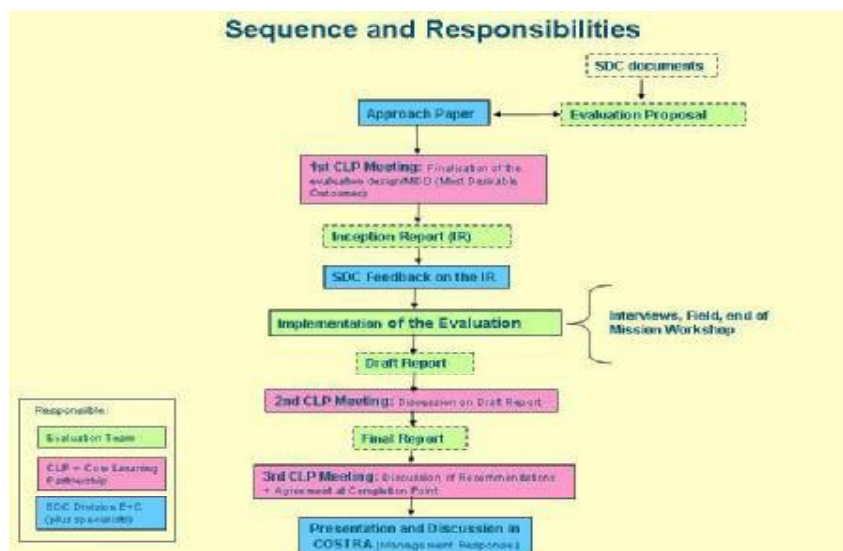 Sequence and Responsibilities
SDC documents
Approach Paper
Evaluation Proposal
1st CLP Meeting: Finalisation of the
evaluative design/MDO (Most Desirable
Outcomes)
Inception Report (IR)
SDC Feedback on the IR
Implementation of the Evaluation
Interviews, Field, end of
Mission Workshop
Draft Report
2nd CLP Meeting: Discussion on Draft Report
Final Report
3rd CLP Meeting: Discussion of Recommendations
+ Agreement at Completion Point
Presentation and Discussion in
COSTRA (Management Response)
Responsible:
Evaluation Team
CLP = Core Learning
Partnership
SDC Division E+C
(plus specialists)